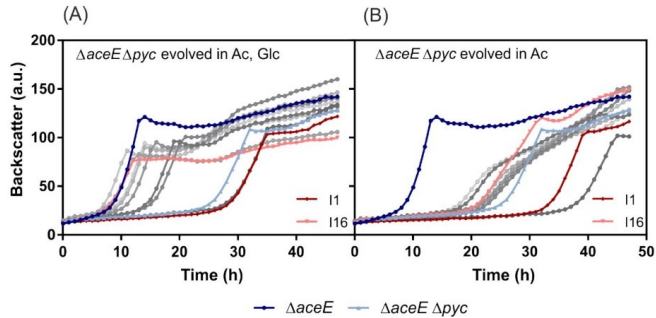 (A)
(B)
ΔaceE Δpyc evolved in Ac, Glc
ΔaceE Δpyc evolved in Ac
Backscatter (a.u.)
200
150
100
50
0
I1
I16
I1
I16
0 10 20 30 40 50
0 10 20 30 40 50
Time (h)
Time (h)
ΔaceE
ΔaceE Δpyc